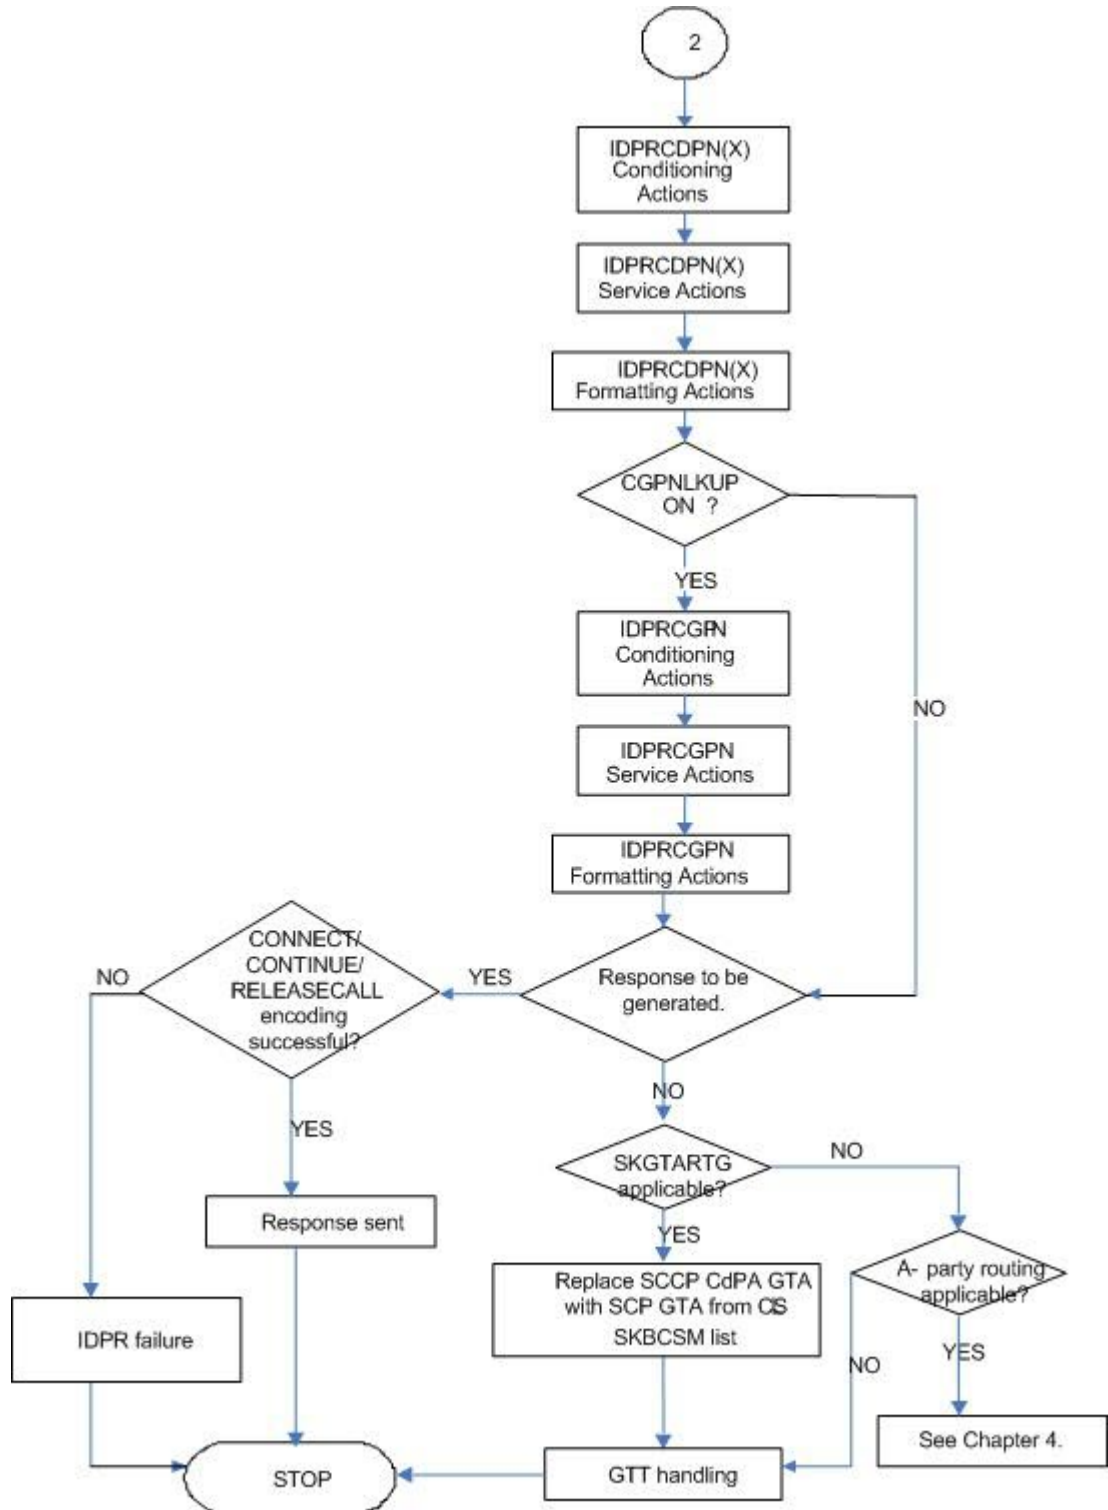 2
IDPRCDPN(X)
Conditioning
Actions
IDPRCDPN(X)
Service Actions
IDPRCDPN(X)
Formatting Actions
CGPNLKUP
ON ?
YES
NO
IDPRCGPN
Conditioning
Actions
IDPRCGPN
Service Actions
IDPRCGPN
Formatting Actions
Response to be
generated.
YES
NO
CONNECT/
CONTINUE/
RELEASECALL
encoding
successful?
NO
YES
Response sent
IDPR failure
SKGTARTG
applicable?
NO
YES
A- party routing
applicable?
NO
YES
Replace SCCP CdPA GTA
with SCP GTA from CLI'S
SKBCSM list
See Chapter 4.
GTT handling
STOP